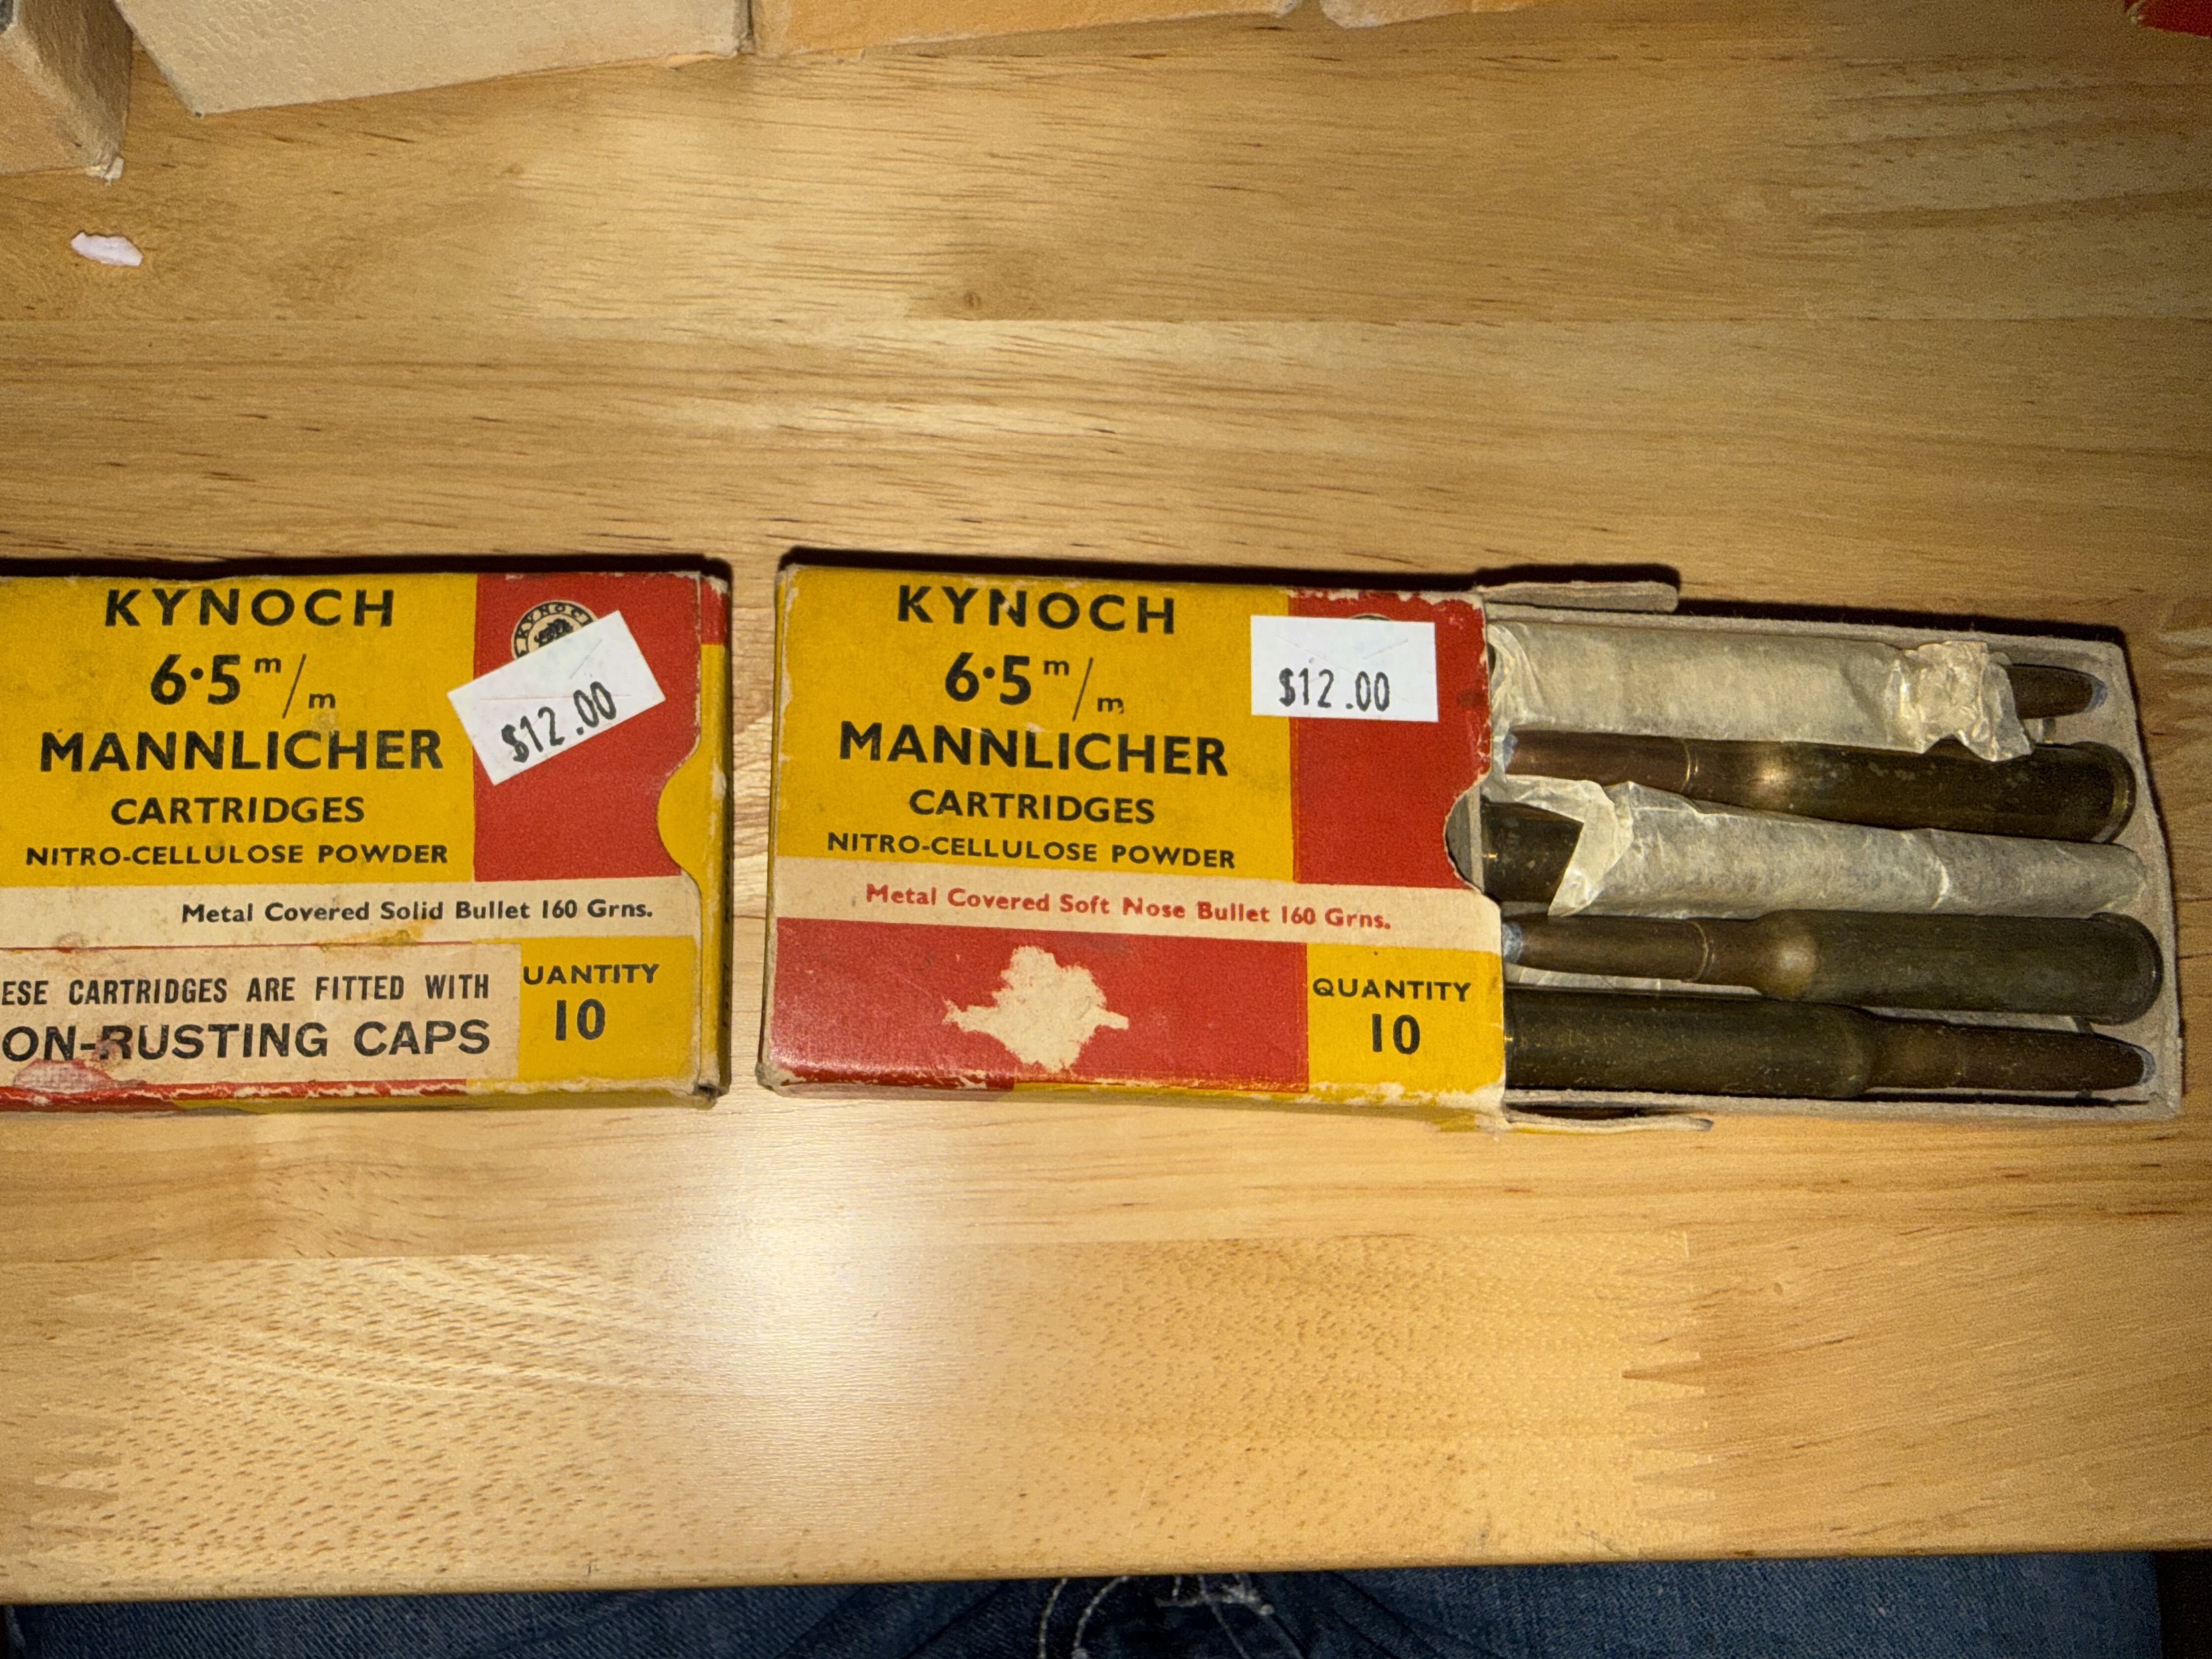 KYNOCH
6·5 m/m
MANNLICHER
CARTRIDGES
NITRO-CELLULOSE POWDER
KYNOCH
$12.00
Metal Covered Solid Bullet 160 Grns.
ESE CARTRIDGES ARE FITTED WITH
ON-RUSTING CAPS
UANTITY
10
KYNOCH
6·5 m/m
MANNLICHER
CARTRIDGES
NITRO-CELLULOSE POWDER
$12.00
Metal Covered Soft Nose Bullet 160 Grns.
QUANTITY
10